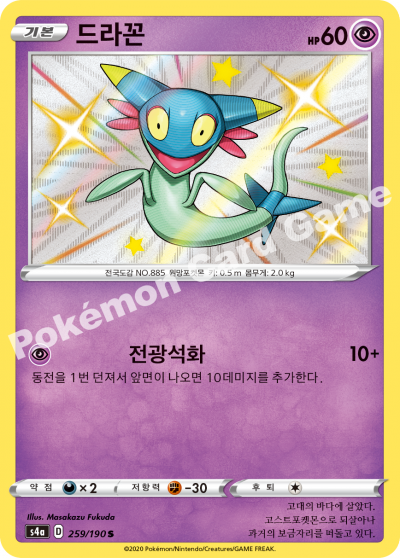 기본 드라꼰 HP 60
전국도감 NO.885 원망포켓몬 키: 0.5 m 몸무게: 2.0 kg
Pokémon Card Game
전광석화 10+
동전을 1번 던져서 앞면이 나오면 10데미지를 추가한다.
약점 ×2 저항력 -30 후퇴
Illus. Masakazu Fukuda
s4a D 259/190 S
고대의 바다에 살았다.
고스트포켓몬으로 되살아나
과거의 보금자리를 떠돌고 있다.
©2020 Pokémon/Nintendo/Creatures/GAME FREAK.